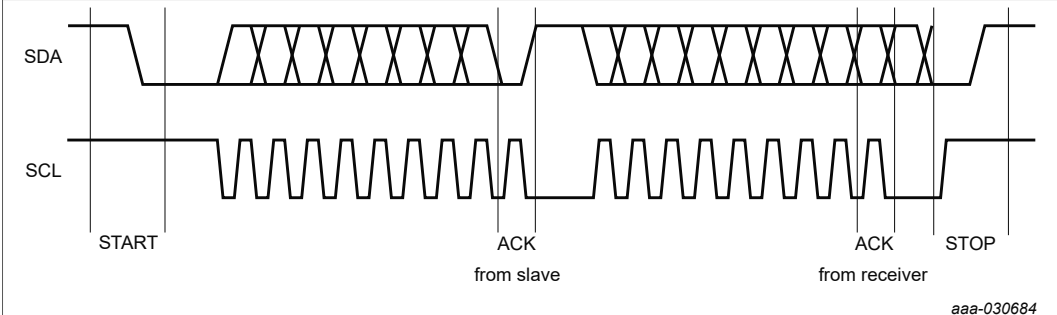 SDA
SCL
START
ACK
ACK
STOP
from slave
from receiver
aaa-030684